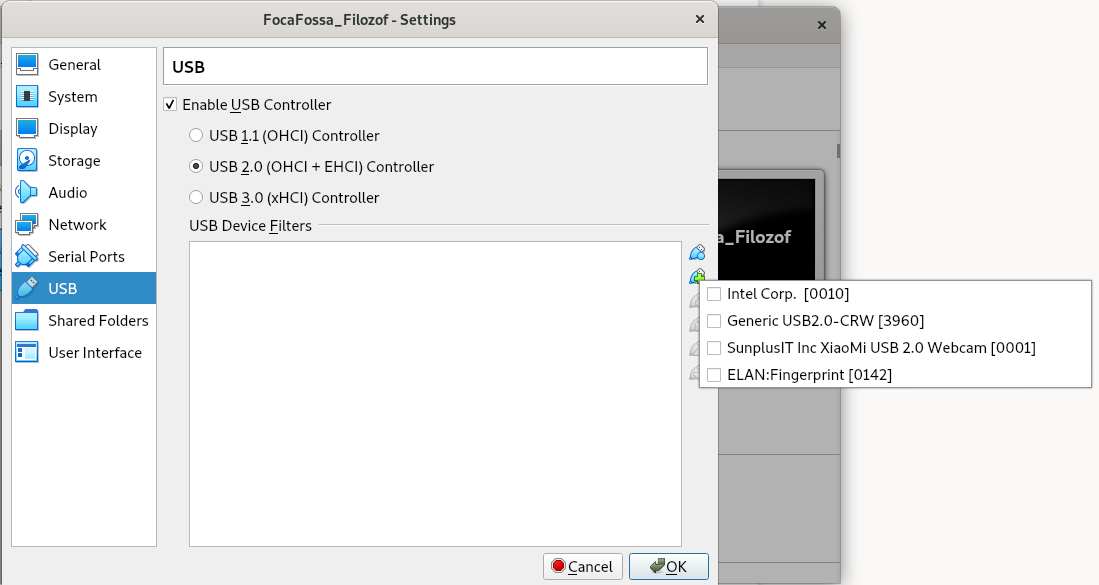 FocaFossa_Filozof - Settings
General
System
Display
Storage
Audio
Network
Serial Ports
USB
Shared Folders
User Interface
USB
Enable USB Controller
USB 1.1 (OHCI) Controller
USB 2.0 (OHCI + EHCI) Controller
USB 3.0 (xHCI) Controller
USB Device Filters
a_Filozof
Intel Corp.  [0010]
Generic USB2.0-CRW [3960]
SunplusIT Inc XiaoMi USB 2.0 Webcam [0001]
ELAN:Fingerprint [0142]
Cancel
OK